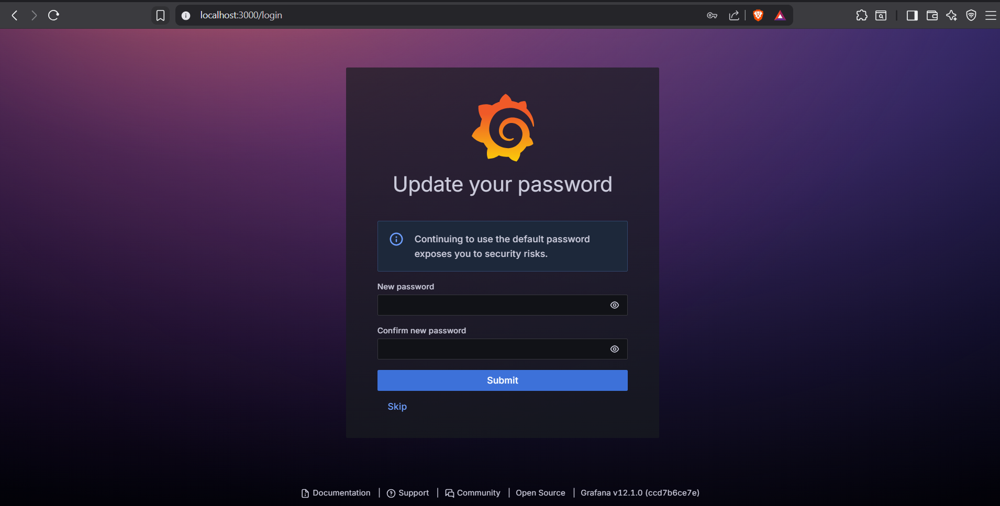 localhost:3000/login
Update your password
Continuing to use the default password
exposes you to security risks.
New password
Confirm new password
Submit
Skip
Documentation | Support | Community | Open Source | Grafana v12.1.0 (ccd7b6ce7e)